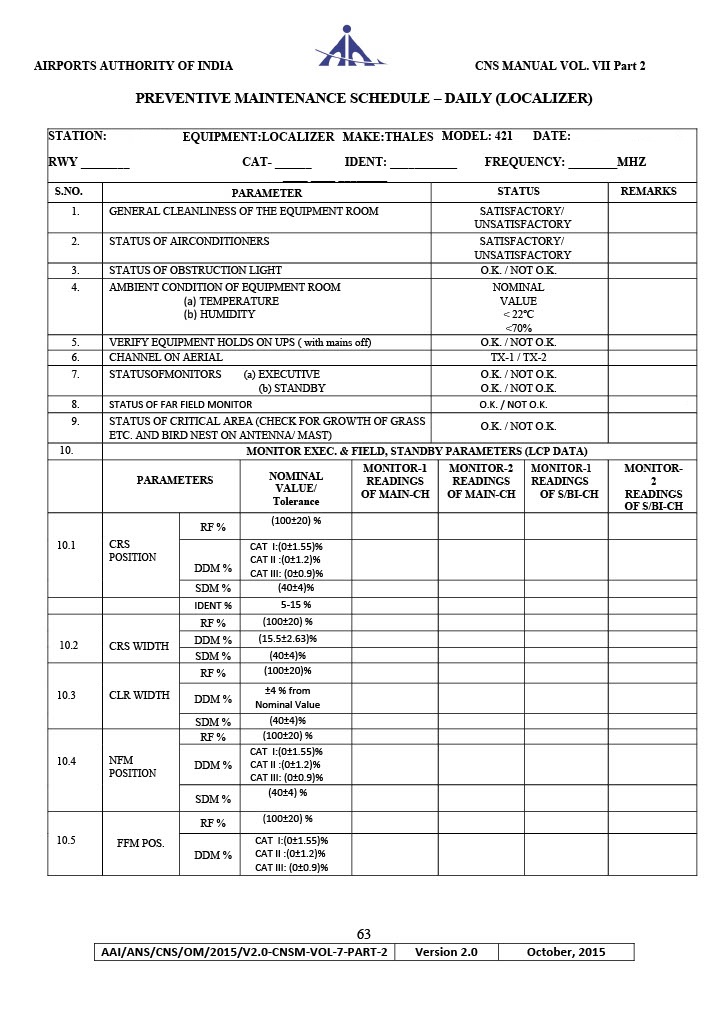 AIRPORTS AUTHORITY OF INDIA
CNS MANUAL VOL. VII Part 2
PREVENTIVE MAINTENANCE SCHEDULE – DAILY (LOCALIZER)
STATION: EQUIPMENT:LOCALIZER MAKE:THALES MODEL: 421 DATE:
RWY ________ CAT- ______ IDENT: ___________ FREQUENCY: ________MHZ
S.NO. PARAMETER STATUS REMARKS
1. GENERAL CLEANLINESS OF THE EQUIPMENT ROOM SATISFACTORY/
UNSATISFACTORY
2. STATUS OF AIRCONDITIONERS SATISFACTORY/
UNSATISFACTORY
3. STATUS OF OBSTRUCTION LIGHT O.K. / NOT O.K.
4. AMBIENT CONDITION OF EQUIPMENT ROOM NOMINAL
(a) TEMPERATURE VALUE
(b) HUMIDITY < 22°C
<70%
5. VERIFY EQUIPMENT HOLDS ON UPS ( with mains off) O.K. / NOT O.K.
6. CHANNEL ON AERIAL TX-1 / TX-2
7. STATUSOFMONITORS (a) EXECUTIVE O.K. / NOT O.K.
(b) STANDBY O.K. / NOT O.K.
8. STATUS OF FAR FIELD MONITOR O.K. / NOT O.K.
9. STATUS OF CRITICAL AREA (CHECK FOR GROWTH OF GRASS O.K. / NOT O.K.
ETC. AND BIRD NEST ON ANTENNA/ MAST)
10. MONITOR EXEC. & FIELD, STANDBY PARAMETERS (LCP DATA)
PARAMETERS
NOMINAL
VALUE/
Tolerance
MONITOR-1
READINGS
OF MAIN-CH
MONITOR-2
READINGS
OF MAIN-CH
MONITOR-1
READINGS
OF S/BI-CH
MONITOR-
2
READINGS
OF S/BI-CH
10.1 CRS
POSITION
RF % (100±20) %
DDM %
CAT I:(0±1.55)%
CAT II :(0±1.2)%
CAT III: (0±0.9)%
SDM % (40±4)%
IDENT % 5-15 %
10.2 CRS WIDTH
RF % (100±20) %
DDM % (15.5±2.63)%
SDM % (40±4)%
10.3 CLR WIDTH
RF % (100±20)%
DDM %
±4 % from
Nominal Value
SDM % (40±4)%
10.4 NFM
POSITION
RF % (100±20) %
DDM %
CAT I:(0±1.55)%
CAT II :(0±1.2)%
CAT III: (0±0.9)%
SDM % (40±4) %
10.5 FFM POS.
RF % (100±20) %
DDM %
CAT I:(0±1.55)%
CAT II :(0±1.2)%
CAT III: (0±0.9)%
63
AAI/ANS/CNS/OM/2015/V2.0-CNSM-VOL-7-PART-2 Version 2.0 October, 2015